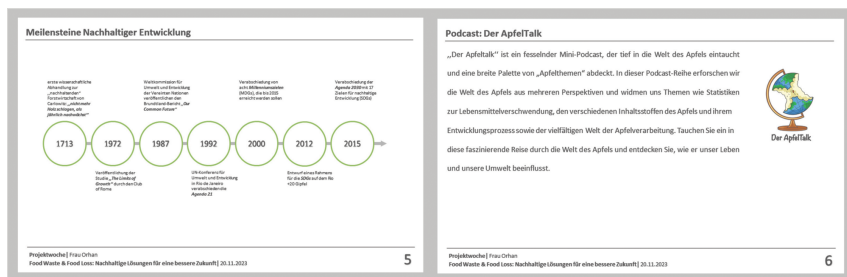 Meilensteine Nachhaltiger Entwicklung
erste wissenschaftliche
Abhandlung zur
„nachhaltenden“
Forstwirtschaft von
Carlowitz: „nicht mehr
Holz schlagen, als
jährlich nachwächst“
Weltkommission für
Umwelt und Entwicklung
der Vereinten Nationen
veröffentlichen den
Brundtland-Bericht „Our
Common Future“
Verabschiedung von
acht Millenniumszielen
(MDGs), die bis 2015
erreicht werden sollen
Verabschiedung der
Agenda 2030 mit 17
Zielen für nachhaltige
Entwicklung (SDGs)
1713
1972
1987
1992
2000
2012
2015
Veröffentlichung der
Studie „The Limits of
Growth“ durch den Club
of Rome
UN-Konferenz für
Umwelt und Entwicklung
in Rio de Janeiro
verabschieden die
Agenda 21
Entwurf eines Rahmens
für die SDGs auf dem Rio
+20 Gipfel
Projektwoche | Frau Orhan
Food Waste & Food Loss: Nachhaltige Lösungen für eine bessere Zukunft | 20.11.2023
5
Podcast: Der ApfelTalk
„Der Apfeltalk“ ist ein fesselnder Mini-Podcast, der tief in die Welt des Apfels eintaucht
und eine breite Palette von „Apfelthemen“ abdeckt. In dieser Podcast-Reihe erforschen wir
die Welt des Apfels aus mehreren Perspektiven und widmen uns Themen wie Statistiken
zur Lebensmittelverschwendung, den verschiedenen Inhaltsstoffen des Apfels und ihrem
Entwicklungsprozess sowie der vielfältigen Welt der Apfelverarbeitung. Tauchen Sie ein in
diese faszinierende Reise durch die Welt des Apfels und entdecken Sie, wie er unser Leben
und unsere Umwelt beeinflusst.
Der ApfelTalk
Projektwoche | Frau Orhan
Food Waste & Food Loss: Nachhaltige Lösungen für eine bessere Zukunft | 20.11.2023
6